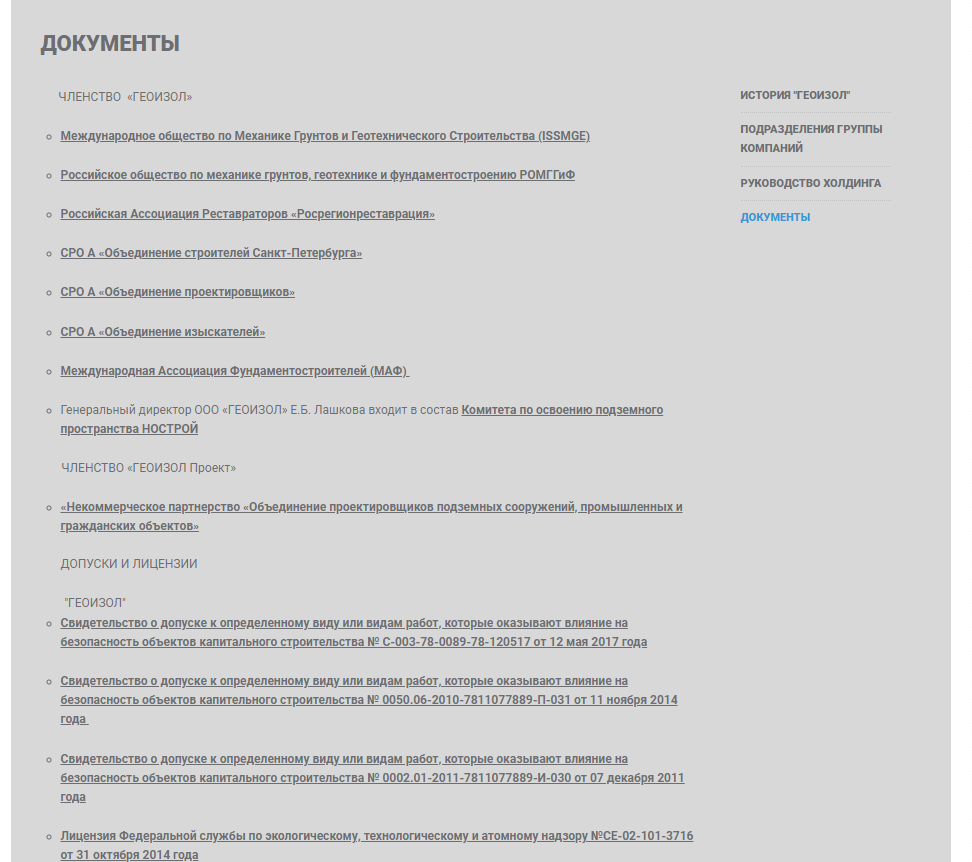 ДОКУМЕНТЫ
ЧЛЕНСТВО «ГЕОИЗОЛ»
Международное общество по Механике Грунтов и Геотехнического Строительства (ISSMGE)
Российское общество по механике грунтов, геотехнике и фундаментостроению РОМГГиФ
Российская Ассоциация Реставраторов «Росрегионреставрация»
СРО А «Объединение строителей Санкт-Петербурга»
СРО А «Объединение проектировщиков»
СРО А «Объединение изыскателей»
Международная Ассоциация Фундаментостроителей (МАФ)
Генеральный директор ООО «ГЕОИЗОЛ» Е.Б. Лашкова входит в состав Комитета по освоению подземного
пространства НОСТРОЙ
ЧЛЕНСТВО «ГЕОИЗОЛ Проект»
«Некоммерческое партнерство «Объединение проектировщиков подземных сооружений, промышленных и
гражданских объектов»
ДОПУСКИ И ЛИЦЕНЗИИ
"ГЕОИЗОЛ"
Свидетельство о допуске к определенному виду или видам работ, которые оказывают влияние на
безопасность объектов капитального строительства № С-003-78-0089-78-120517 от 12 мая 2017 года
Свидетельство о допуске к определенному виду или видам работ, которые оказывают влияние на
безопасность объектов капительного строительства № 0050.06-2010-7811077889-П-031 от 11 ноября 2014
года
Свидетельство о допуске к определенному виду или видам работ, которые оказывают влияние на
безопасность объектов капитального строительства № 0002.01-2011-7811077889-И-030 от 07 декабря 2011
года
Лицензия Федеральной службы по экологическому, технологическому и атомному надзору №СЕ-02-101-3716
от 31 октября 2014 года
ИСТОРИЯ "ГЕОИЗОЛ"
ПОДРАЗДЕЛЕНИЯ ГРУППЫ
КОМПАНИЙ
РУКОВОДСТВО ХОЛДИНГА
ДОКУМЕНТЫ